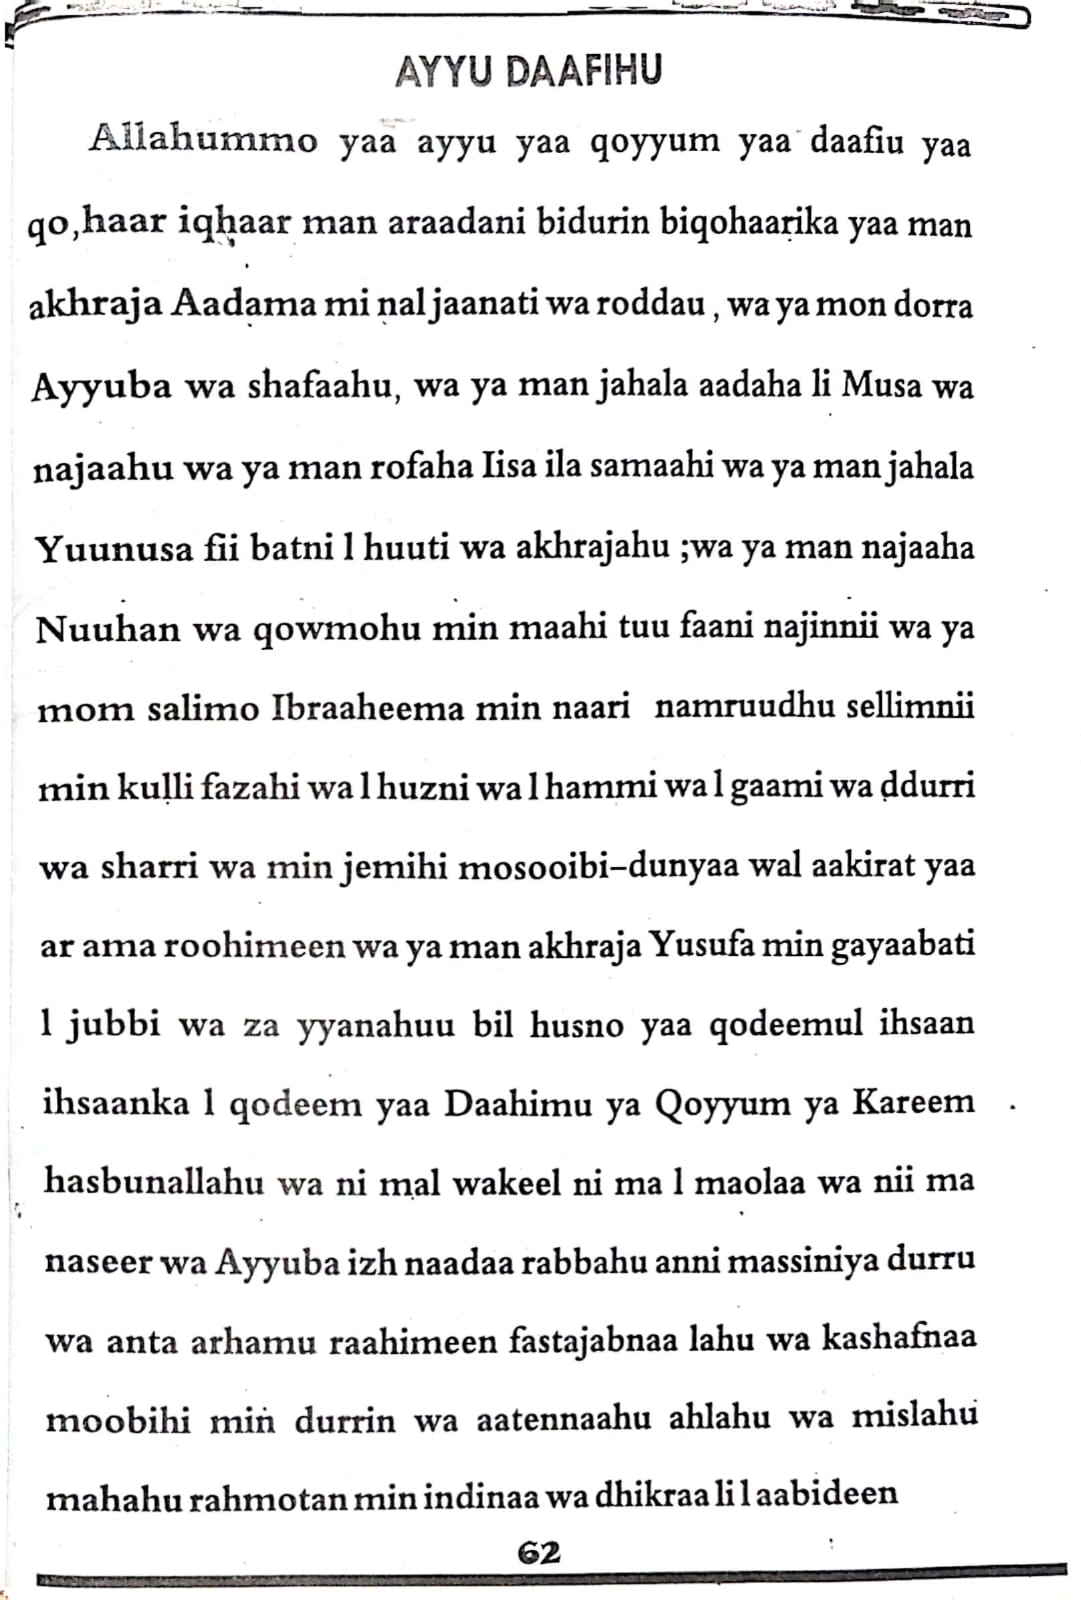 AYYU DAAFIHU
Allahummo yaa ayyu yaa qoyyum yaa daafiu yaa
qo,haar iqhaar man araadani bidurin biqohaarika yaa man
akhraja Aadama mi nal jaanati wa roddau , wa ya mon dorra
Ayyuba wa shafaahu, wa ya man jahala aadaha li Musa wa
najaahu wa ya man rofaha Iisa ila samaahi wa ya man jahala
Yuunusa fii batni l huuti wa akhrajahu ;wa ya man najaaha
Nuuhan wa qowmohu min maahi tuu faani najinnii wa ya
mom salimo Ibraaheema min naari namruudhu sellimnii
min kulli fazahi wa l huzni wa l hammi wa l gaami wa ddurri
wa sharri wa min jemihi mosooibi–dunyaa wal aakirat yaa
ar ama roohimeen wa ya man akhraja Yusufa min gayaabati
l jubbi wa za yyanahuu bil husno yaa qodeemul ihsaan
ihsaanka l qodeem yaa Daahimu ya Qoyyum ya Kareem
hasbunallahu wa ni mal wakeel ni ma l maolaa wa nii ma
naseer wa Ayyuba izh naadaa rabbahu anni massiniya durru
wa anta arhamu raahimeen fastajabnaa lahu wa kashafnaa
moobihi min durrin wa aatennaahu ahlahu wa mislahu
mahahu rahmotan min indinaa wa dhikraa li l aabideen
62